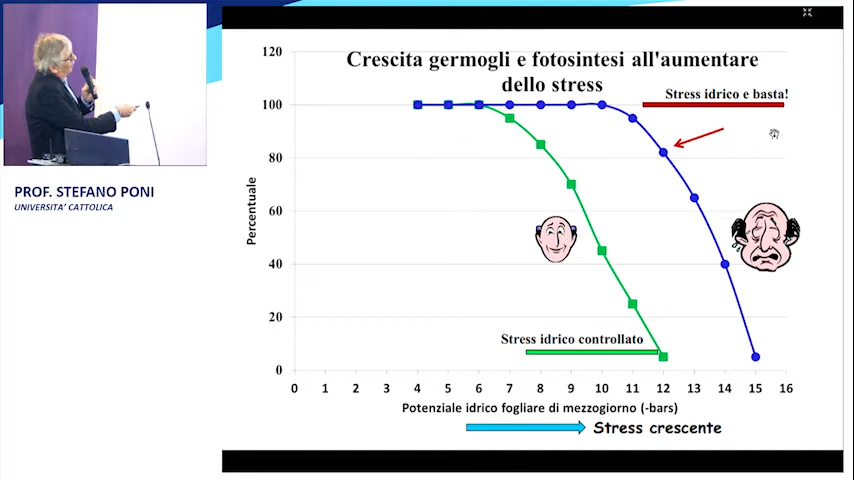 Crescita germogli e fotosintesi all'aumentare
dello stress
Stress idrico e basta!
PROF. STEFANO PONI
UNIVERSITA' CATTOLICA
Percentuale
120
100
80
60
40
20
0
Stress idrico controllato
0 1 2 3 4 5 6 7 8 9 10 11 12 13 14 15 16
Potenziale idrico fogliare di mezzogiorno (-bars)
Stress crescente